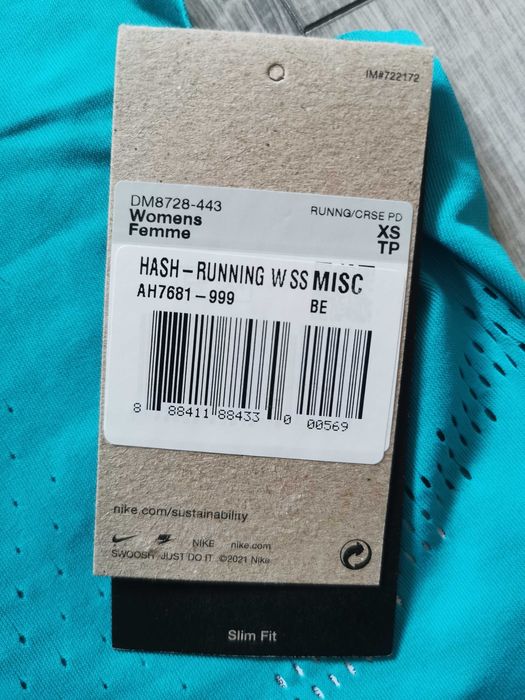 IM#722172
DM8728-443
Womens
Femme
RUNNG/CRSE PD
XS
TP
HASH-RUNNING W SS MISC
AH7681-999 BE
8 88411 88433 0 00569
nike.com/sustainability
NIKE nike.com
SWOOSH JUST DO IT ©2021 Nike
Slim Fit